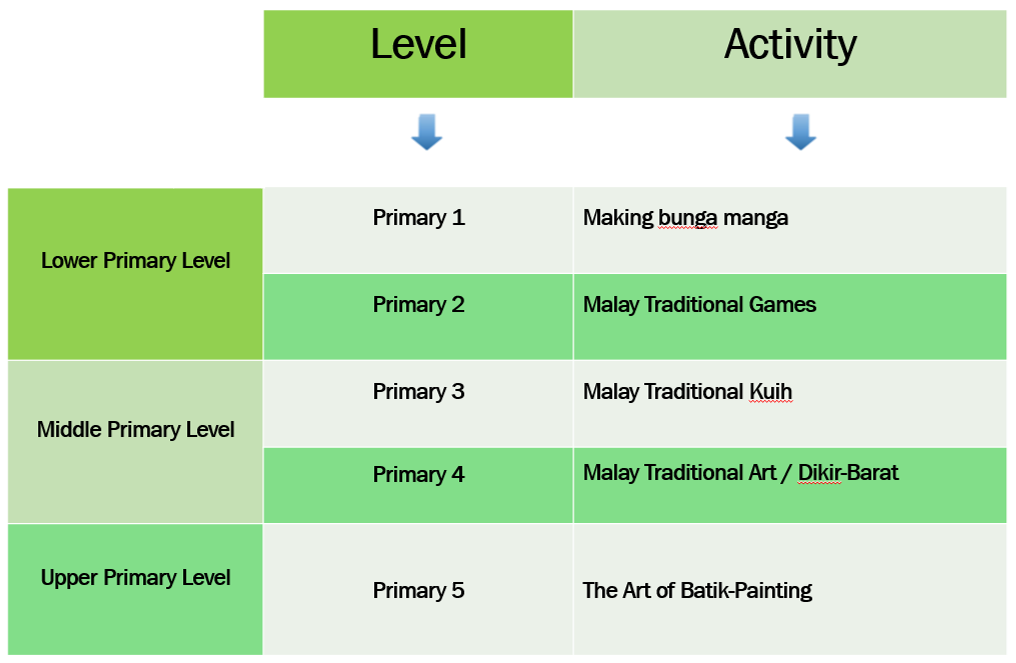 Level
Activity
Lower Primary Level
Primary 1
Making bunga manga
Primary 2
Malay Traditional Games
Middle Primary Level
Primary 3
Malay Traditional Kuih
Primary 4
Malay Traditional Art / Dikir-Barat
Upper Primary Level
Primary 5
The Art of Batik-Painting